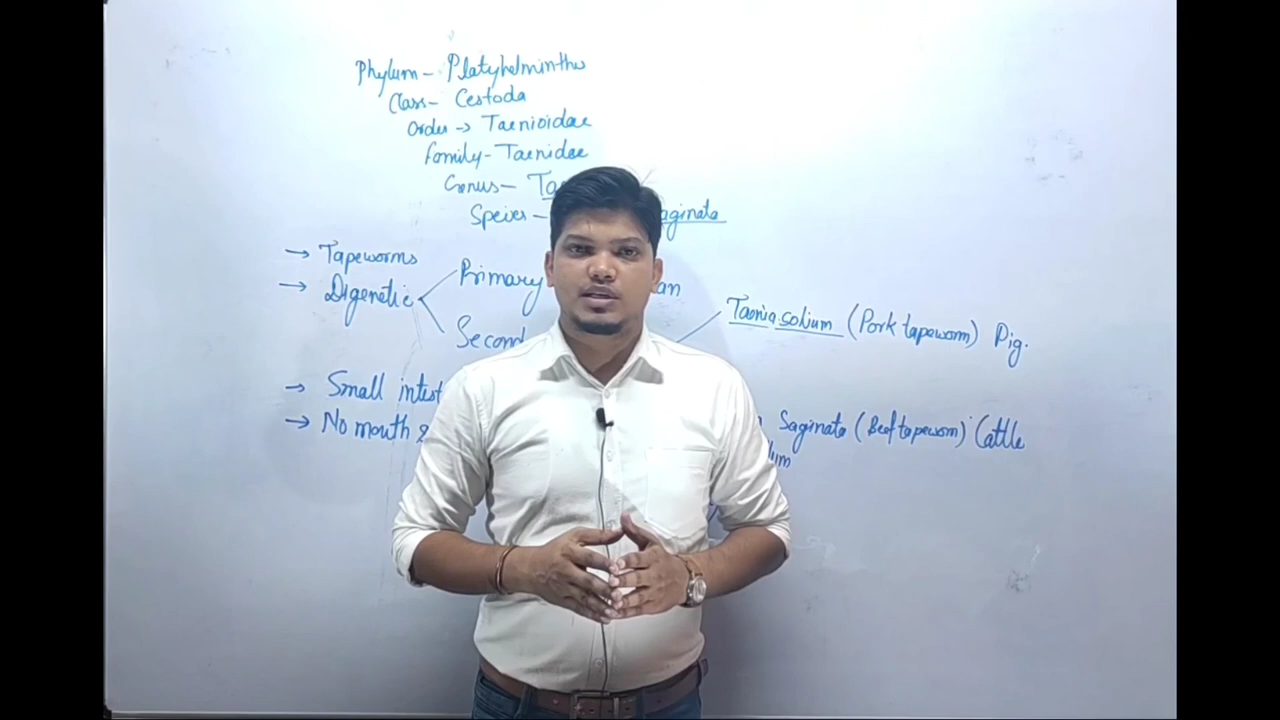 Phylum - Platyhelminthes
Class - Cestoda
Order → Taenioidae
family - Taenidae
Genus - Ta
Speies - aginata
→ Tapeworms
→ Digenetic Primary an
Second
Taenia solium (Pork tapeworm) Pig.
→ Small intest
→ No mouth &
Saginata (Beef tapeworm) Cattle
lum